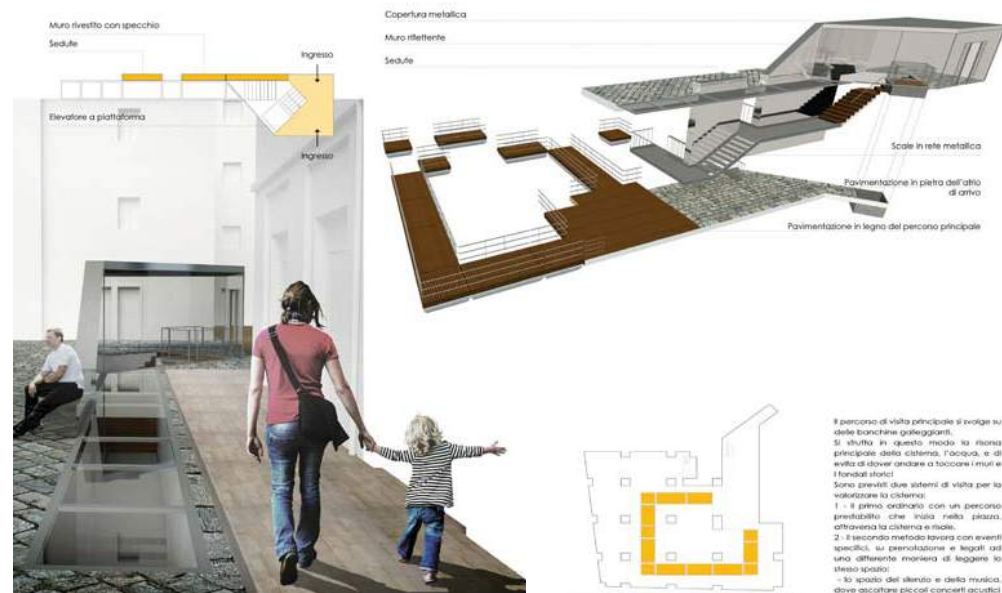 Muro rivestito con specchio
Sedute
Ingresso
Elevatore a piattaforma
Ingresso
Copertura metallica
Muro riflettente
Sedute
Scale in rete metallica
Pavimentazione in pietra dell'atrio
di arrivo
Pavimentazione in legno del percorso principale
Il percorso di visita principale si svolge su
delle banchine galleggianti.
Si sfrutta in questo modo la risorsa
principale della cisterna, l'acqua, e di
evita di dover andare a toccare i muri e
i fondali storici
Sono previsti due sistemi di visita per la
valorizzare la cisterna:
1 - il primo ordinario con un percorso
prestabilito che inizia nella piazza,
attraversa la cisterna e risale.
2 - il secondo metodo lavora con eventi
specifici, su prenotazione e legati ad
una differente maniera di leggere lo
stesso spazio:
- lo spazio del silenzio e della musica,
dove ascoltare piccoli concerti acustici